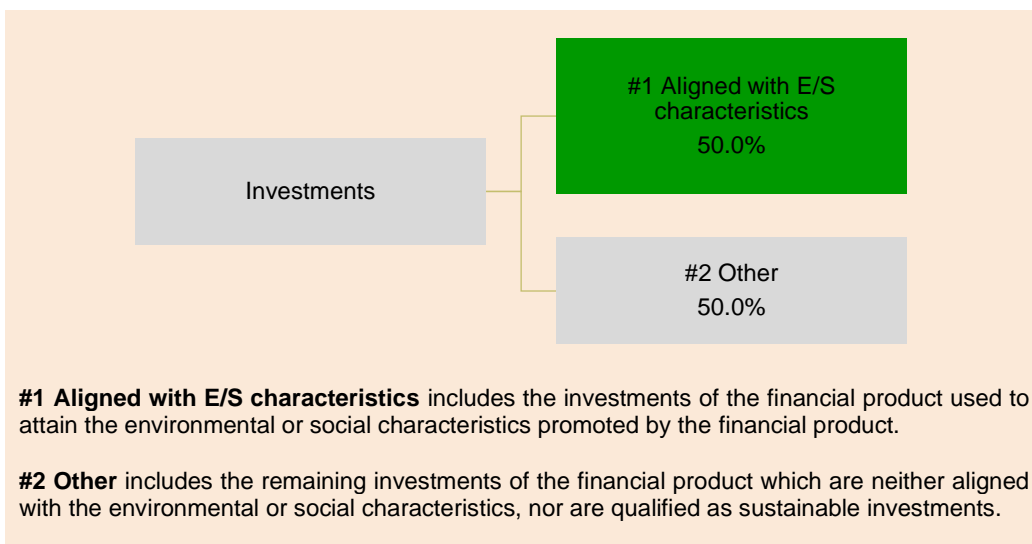 #1 Aligned with E/S
characteristics
50.0%
Investments
#2 Other
50.0%
#1 Aligned with E/S characteristics includes the investments of the financial product used to
attain the environmental or social characteristics promoted by the financial product.
#2 Other includes the remaining investments of the financial product which are neither aligned
with the environmental or social characteristics, nor are qualified as sustainable investments.